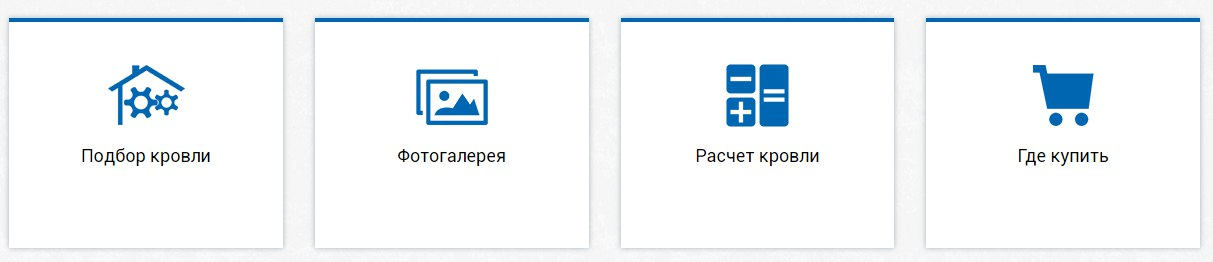 Подбор кровли
Фотогалерея
Расчет кровли
Где купить